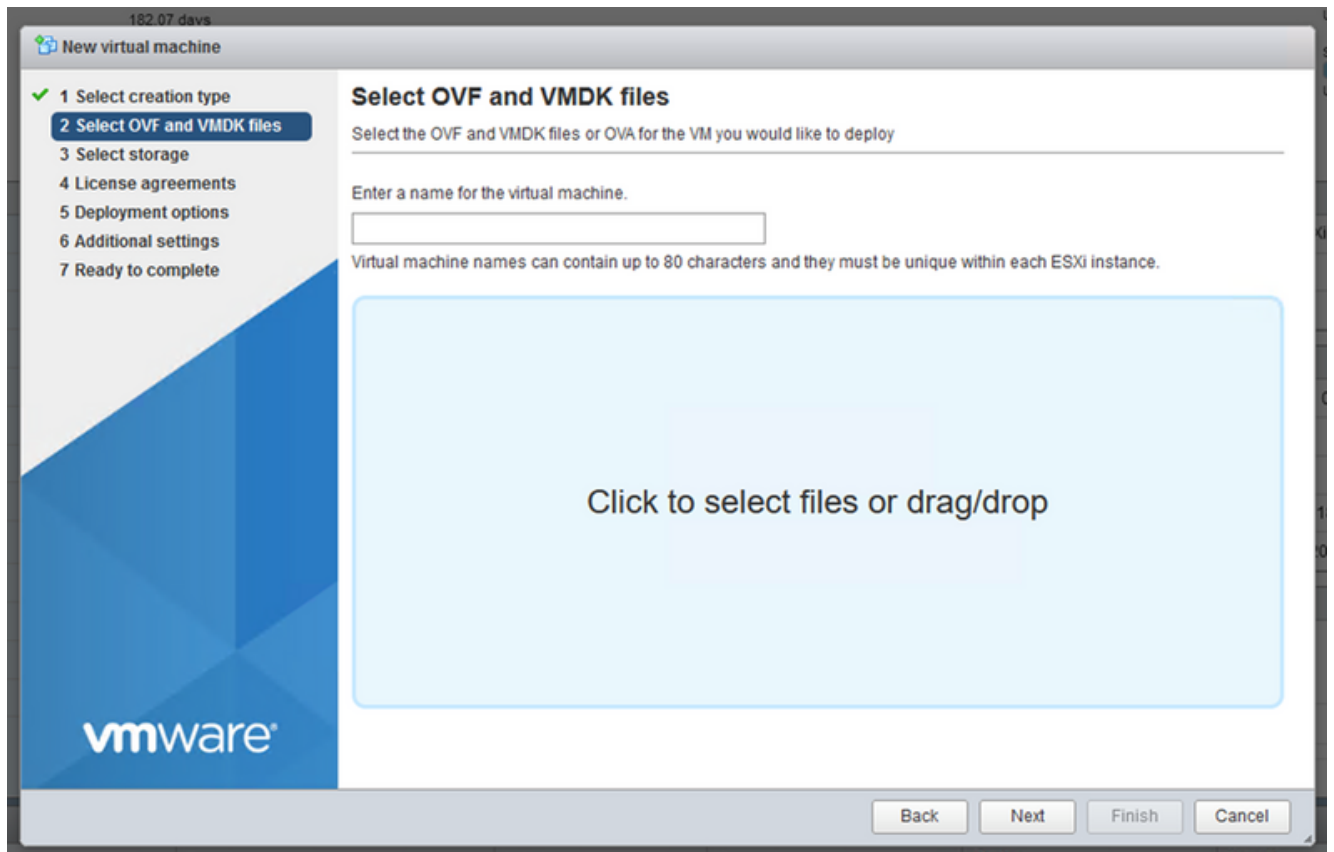 182.07 days
New virtual machine
1 Select creation type
2 Select OVF and VMDK files
3 Select storage
4 License agreements
5 Deployment options
6 Additional settings
7 Ready to complete
vmware®
Select OVF and VMDK files
Select the OVF and VMDK files or OVA for the VM you would like to deploy
Enter a name for the virtual machine.
Virtual machine names can contain up to 80 characters and they must be unique within each ESXi instance.
Click to select files or drag/drop
Back
Next
Finish
Cancel